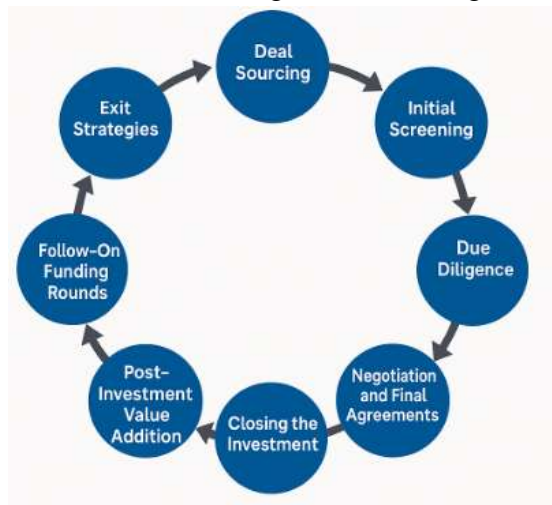 Deal
Sourcing
Initial
Screening
Due
Diligence
Negotiation
and Final
Agreements
Closing the
Investment
Post-
Investment
Value
Addition
Follow-On
Funding
Rounds
Exit
Strategies